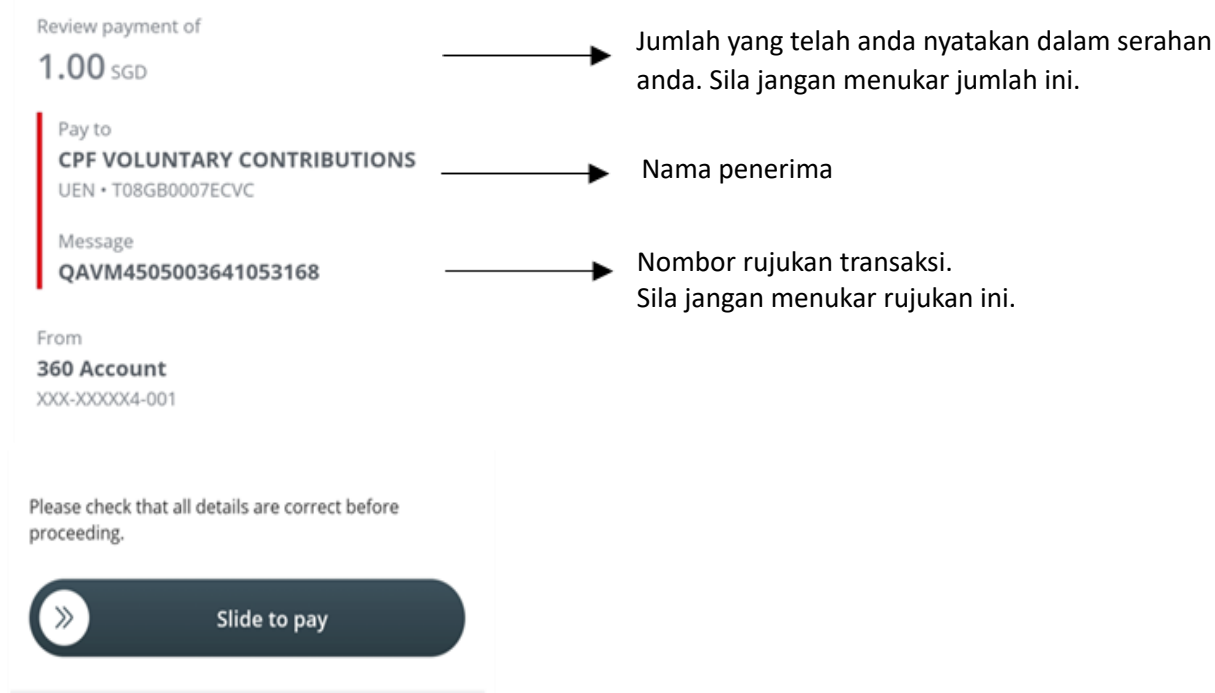 Review payment of
1.00 SGD
Jumlah yang telah anda nyatakan dalam serahan
anda. Sila jangan menukar jumlah ini.
Pay to
CPF VOLUNTARY CONTRIBUTIONS
UEN • T08GB0007ECVC
Nama penerima
Message
QAVM4505003641053168
Nombor rujukan transaksi.
Sila jangan menukar rujukan ini.
From
360 Account
XXX-XXXXX4-001
Please check that all details are correct before
proceeding.
Slide to pay